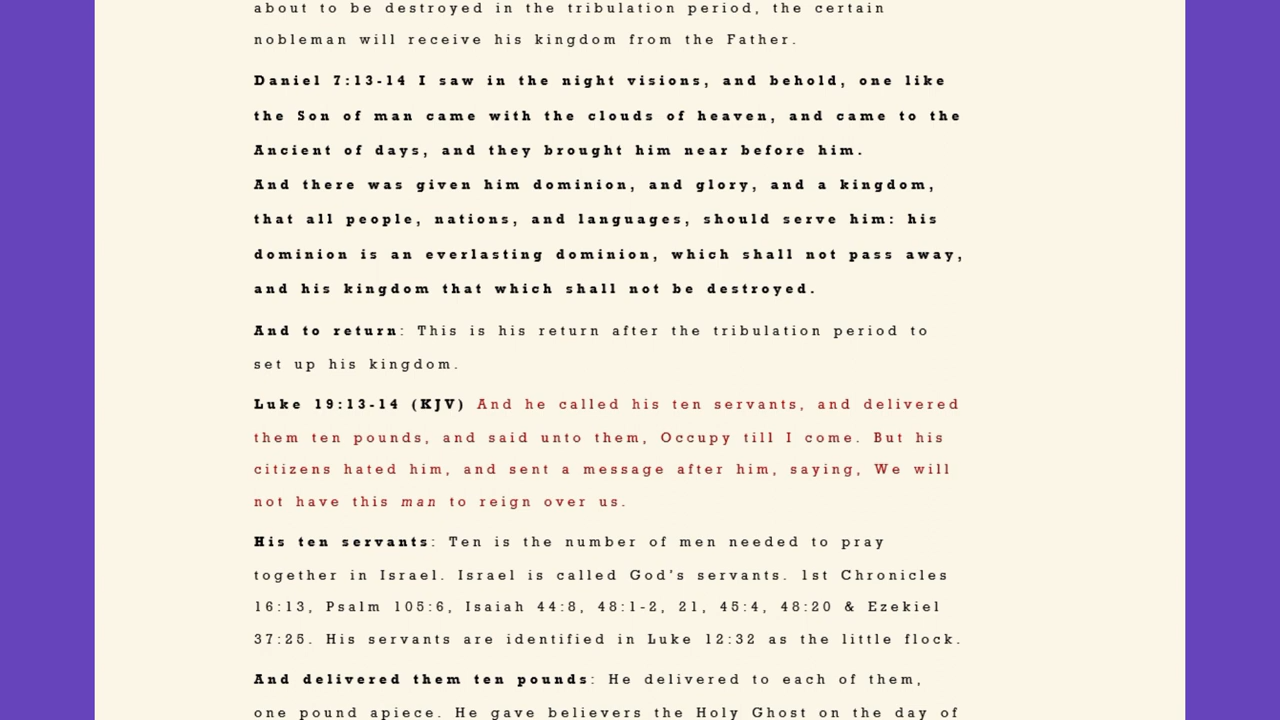 about to be destroyed in the tribulation period, the certain
nobleman will receive his kingdom from the Father.
Daniel 7:13-14 I saw in the night visions, and behold, one like
the Son of man came with the clouds of heaven, and came to the
Ancient of days, and they brought him near before him.
And there was given him dominion, and glory, and a kingdom,
that all people, nations, and languages, should serve him: his
dominion is an everlasting dominion, which shall not pass away,
and his kingdom that which shall not be destroyed.
And to return: This is his return after the tribulation period to
set up his kingdom.
Luke 19:13-14 (KJV) And he called his ten servants, and delivered
them ten pounds, and said unto them, Occupy till I come. But his
citizens hated him, and sent a message after him, saying, We will
not have this man to reign over us.
His ten servants: Ten is the number of men needed to pray
together in Israel. Israel is called God's servants. 1st Chronicles
16:13, Psalm 105:6, Isaiah 44:8, 48:1-2, 21, 45:4, 48:20 & Ezekiel
37:25. His servants are identified in Luke 12:32 as the little flock.
And delivered them ten pounds: He delivered to each of them,
one pound apiece. He gave believers the Holy Ghost on the day of